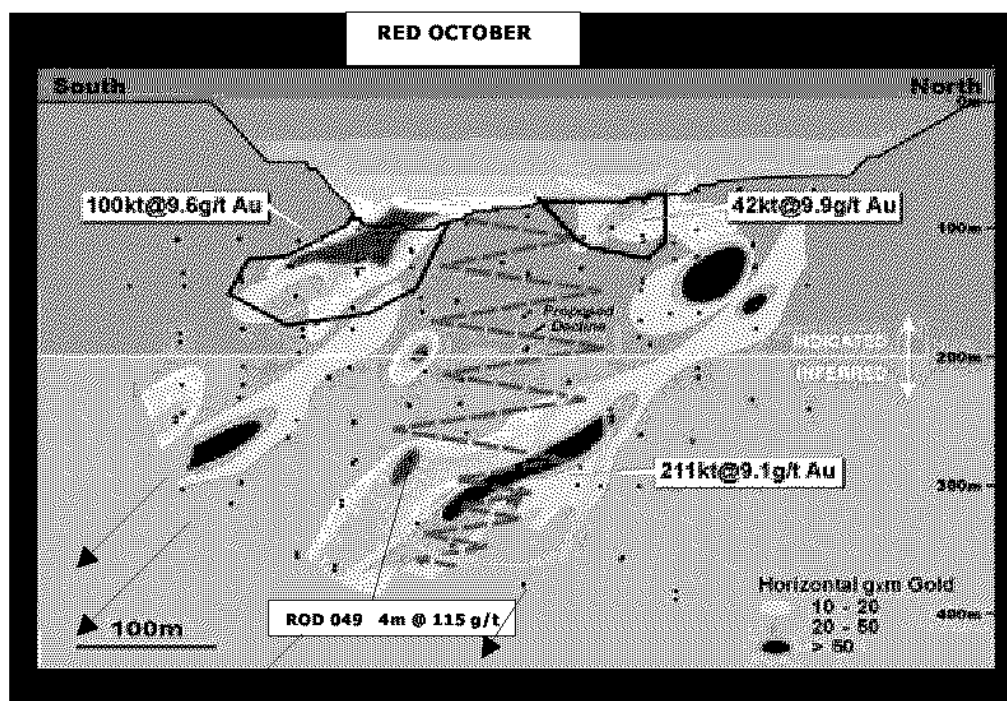 RED OCTOBER
South
North
0m
100kt@9.6g/t Au
42kt@9.9g/t Au
100m
Proposed
Decline
INDICATED
200m
INFERRED
211kt@9.1g/t Au
300m
Horizontal gxm Gold
10 - 20
20 - 50
> 50
400m
ROD 049 4m @ 115 g/t
100m